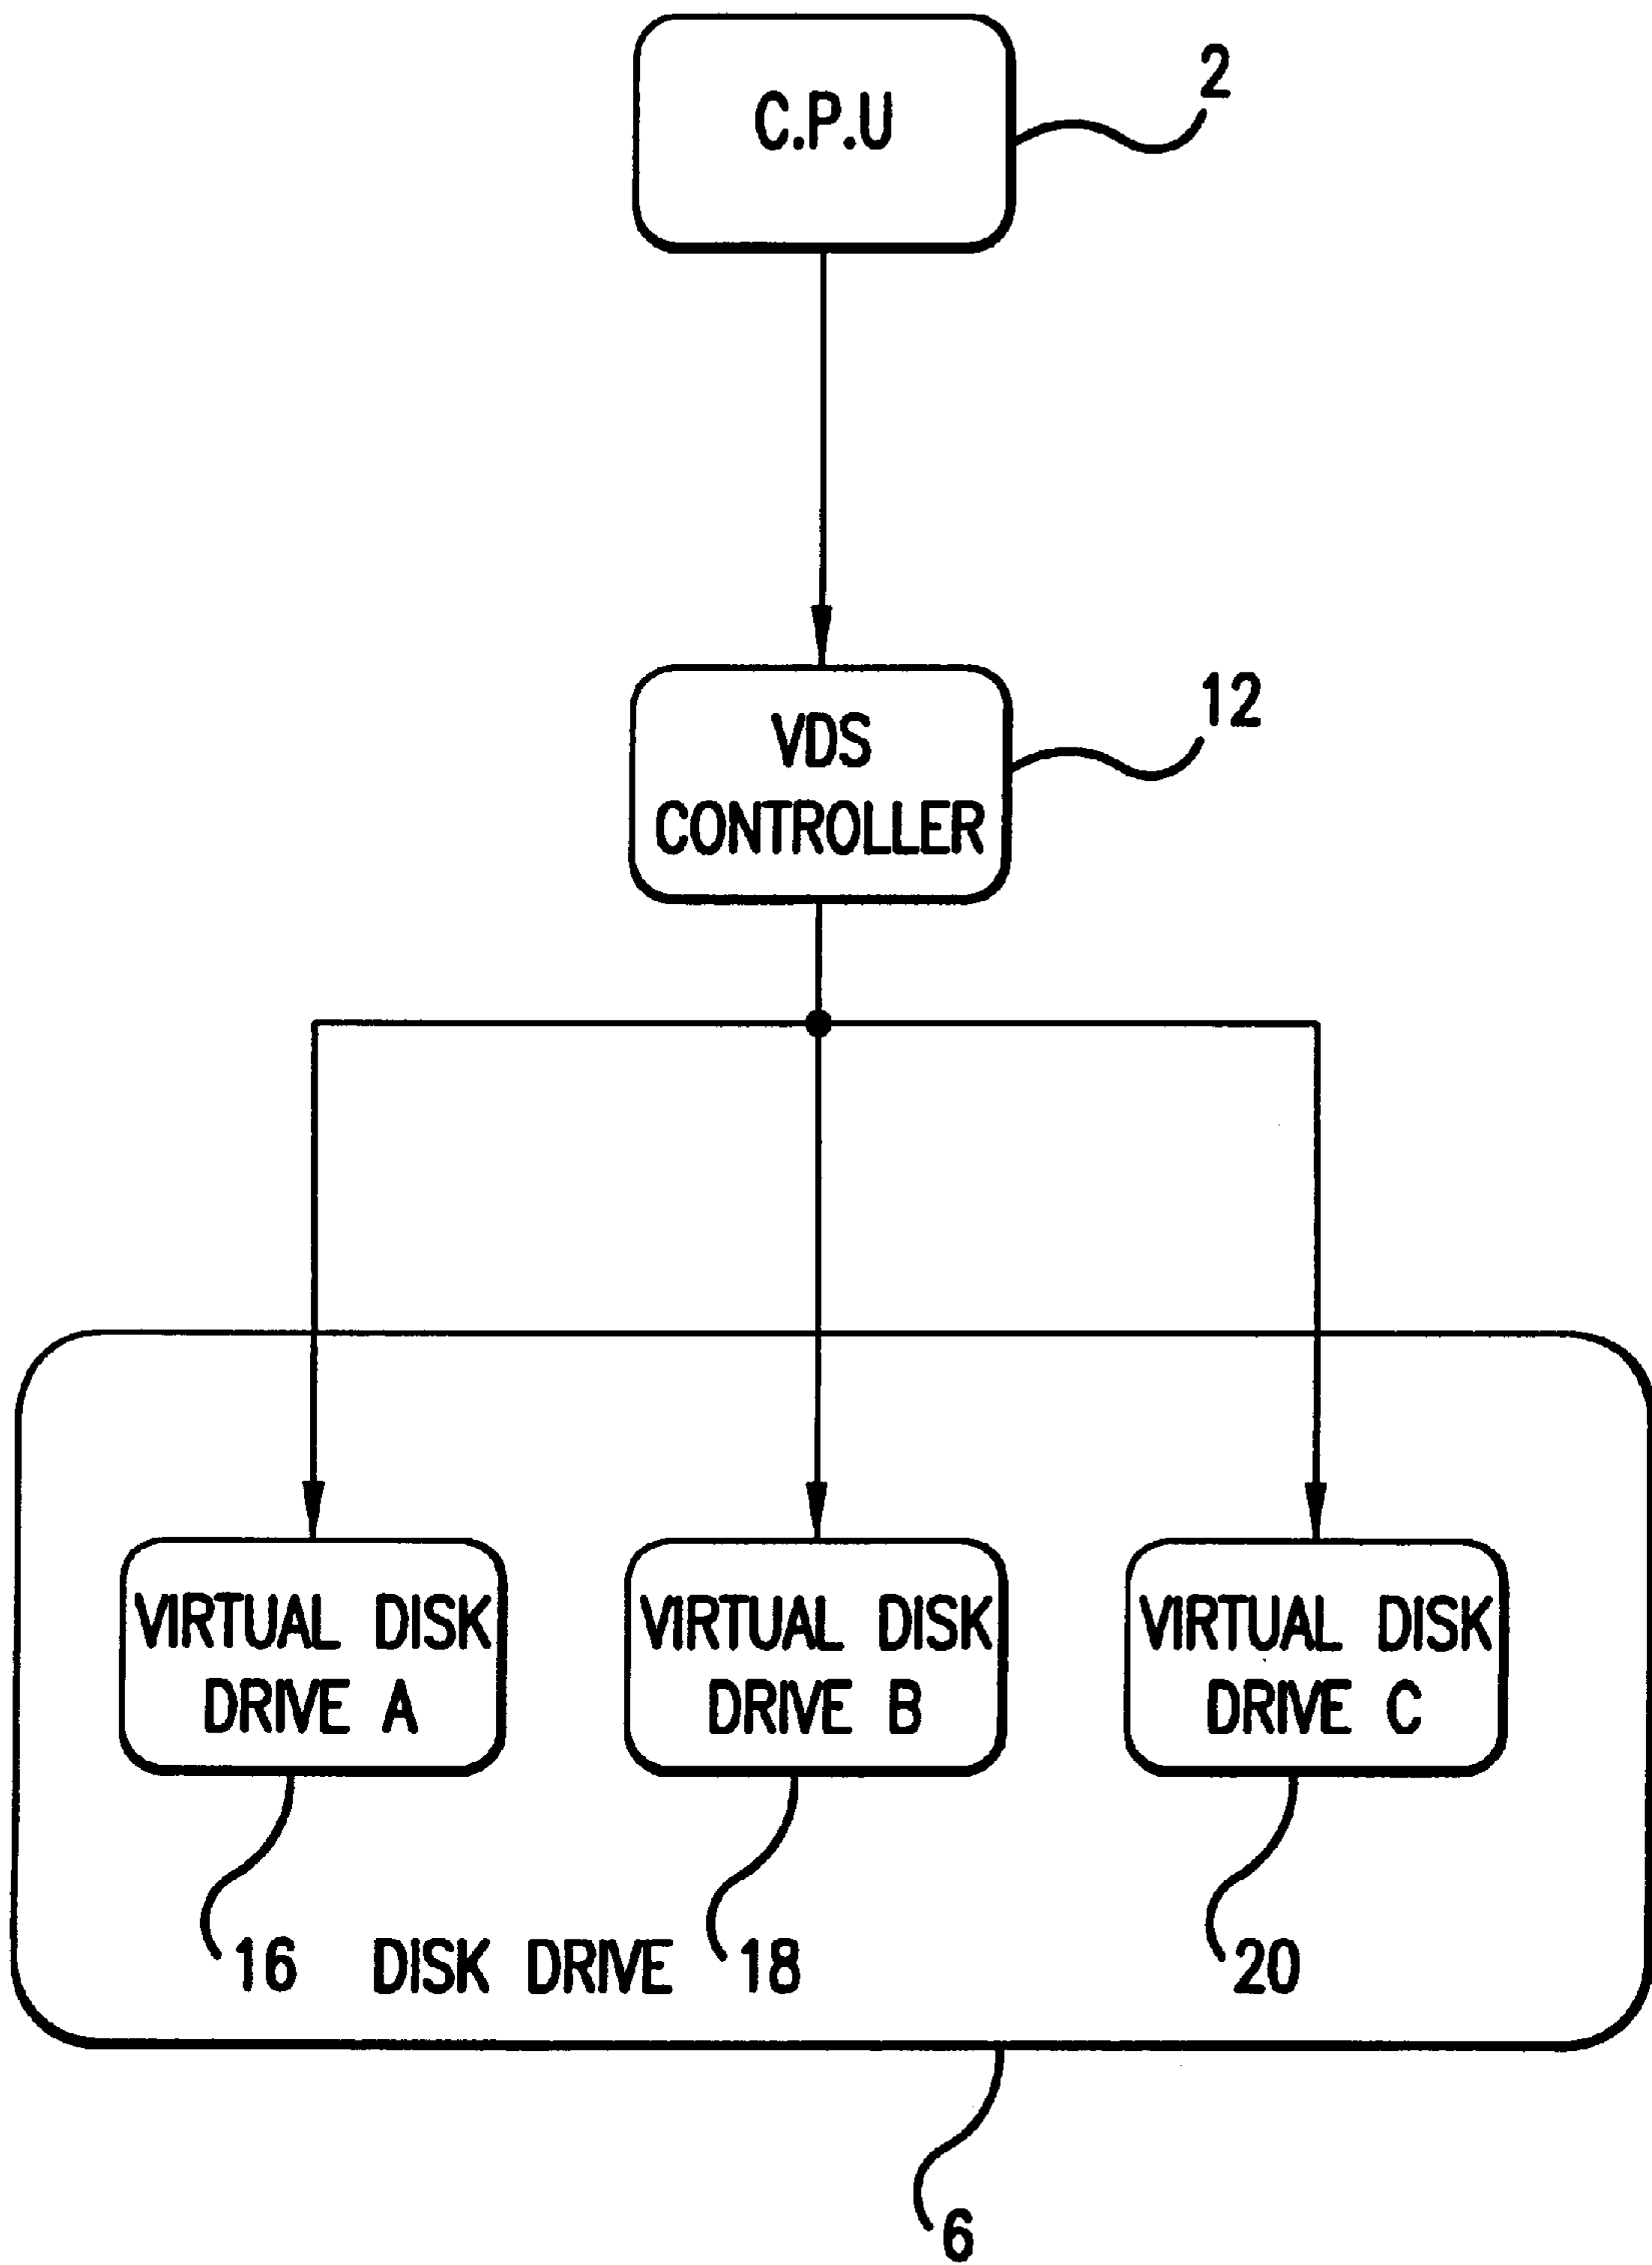 C.P.U
2
VDS
CONTROLLER
12
VIRTUAL DISK
DRIVE A
VIRTUAL DISK
DRIVE B
VIRTUAL DISK
DRIVE C
16
DISK DRIVE
18
20
6